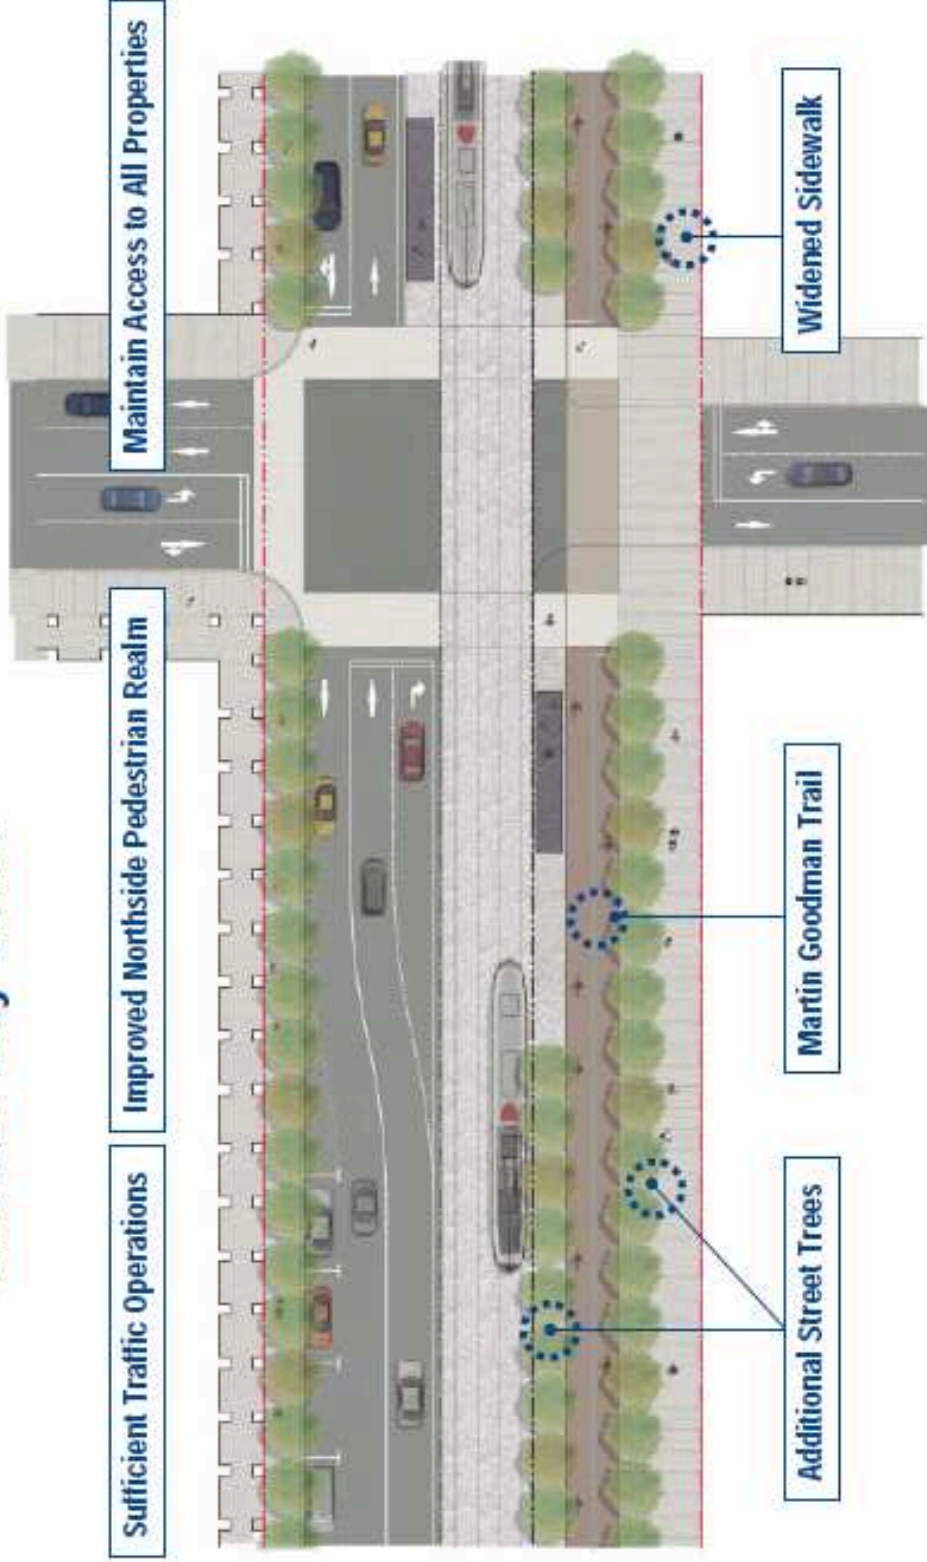 Sufficient Traffic Operations
Improved Northside Pedestrian Realm
Maintain Access to All Properties
Additional Street Trees
Martin Goodman Trail
Widened Sidewalk